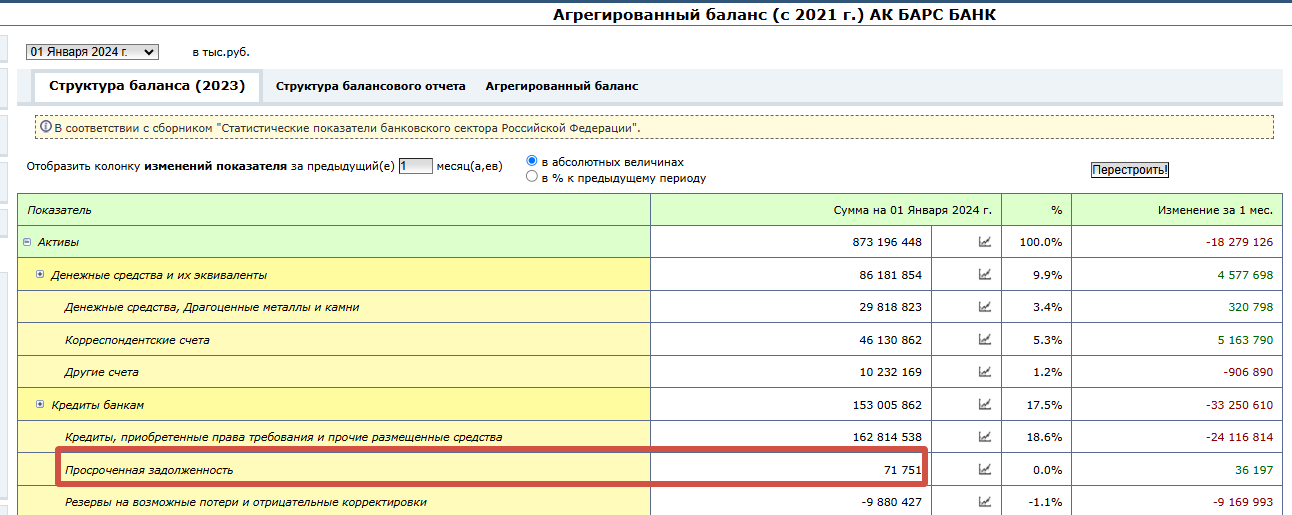 Агрегированный баланс (с 2021 г.) АК БАРС БАНК
01 Января 2024 г. в тыс.руб.
Структура баланса (2023) Структура балансового отчета Агрегированный баланс
В соответствии с сборником "Статистические показатели банковского сектора Российской Федерации".
Отобразить колонку изменений показателя за предыдущий(е) 1 месяц(а,ев) в абсолютных величинах
в % к предыдущему периоду
Перестроить!
Показатель Сумма на 01 Января 2024 г. % Изменение за 1 мес.
Активы 873 196 448 100.0% -18 279 126
Денежные средства и их эквиваленты 86 181 854 9.9% 4 577 698
Денежные средства, Драгоценные металлы и камни 29 818 823 3.4% 320 798
Корреспондентские счета 46 130 862 5.3% 5 163 790
Другие счета 10 232 169 1.2% -906 890
Кредиты банкам 153 005 862 17.5% -33 250 610
Кредиты, приобретенные права требования и прочие размещенные средства 162 814 538 18.6% -24 116 814
Просроченная задолженность 71 751 0.0% 36 197
Резервы на возможные потери и отрицательные корректировки -9 880 427 -1.1% -9 169 993